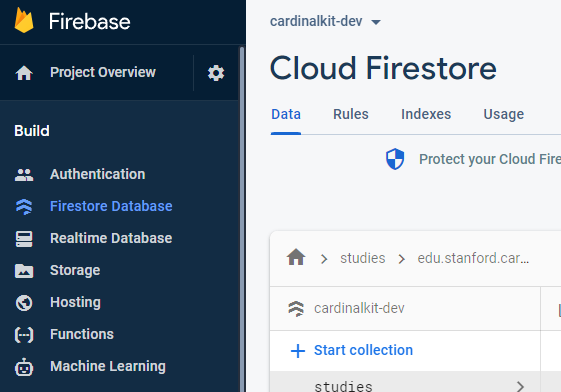 Firebase
Project Overview
Build
Authentication
Firestore Database
Realtime Database
Storage
Hosting
Functions
Machine Learning
cardinalkit-dev
Cloud Firestore
Data Rules Indexes Usage
Protect your Cloud Fire
studies edu.stanford.car...
cardinalkit-dev
Start collection
studies